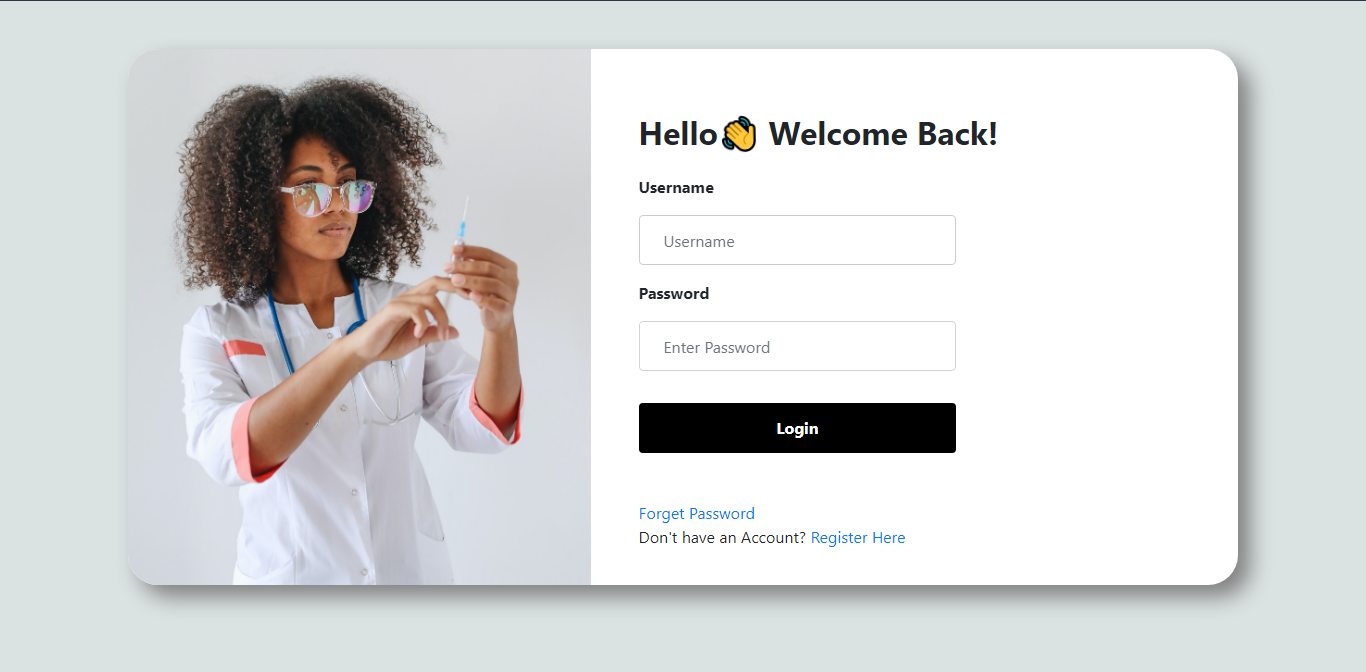 Hello👋 Welcome Back!
Username
Username
Password
Enter Password
Login
Forget Password
Don't have an Account? Register Here